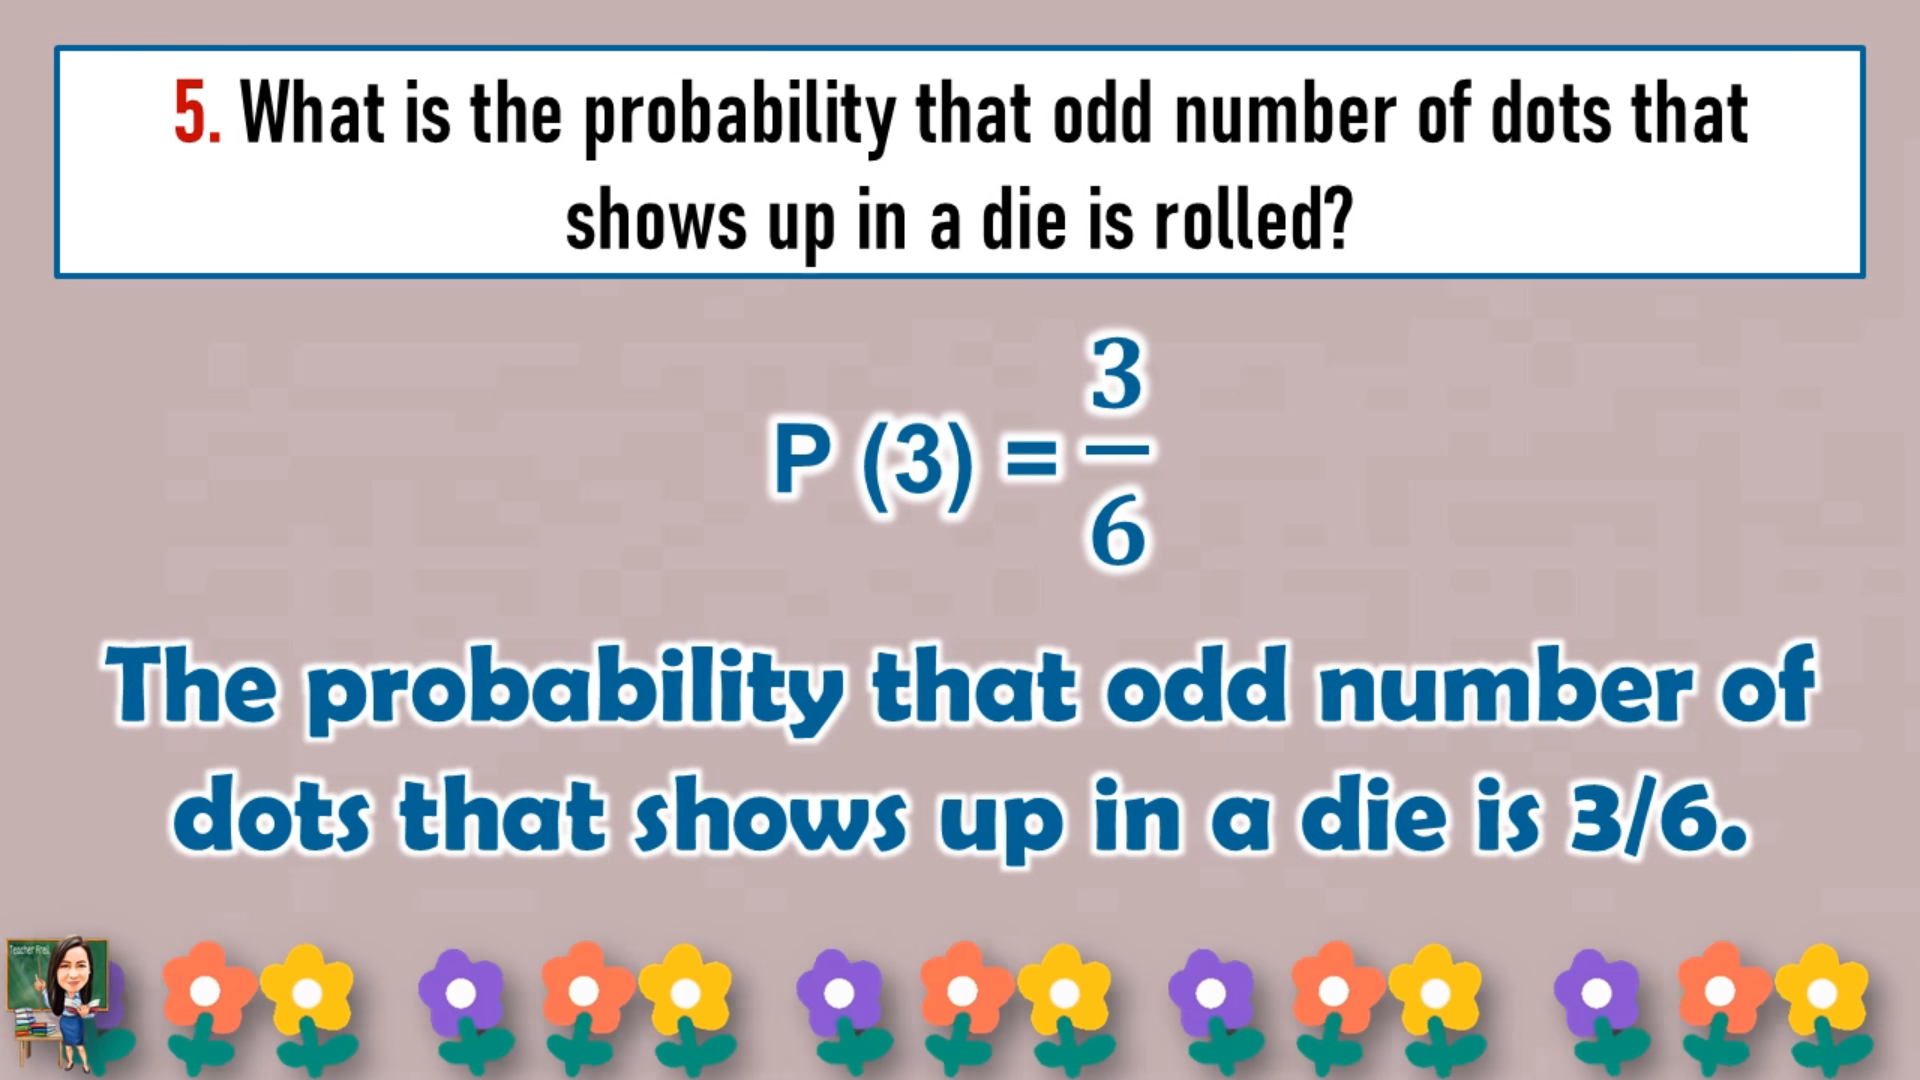 5. What is the probability that odd number of dots that
shows up in a die is rolled?
P (3) = 3/6
The probability that odd number of
dots that shows up in a die is 3/6.